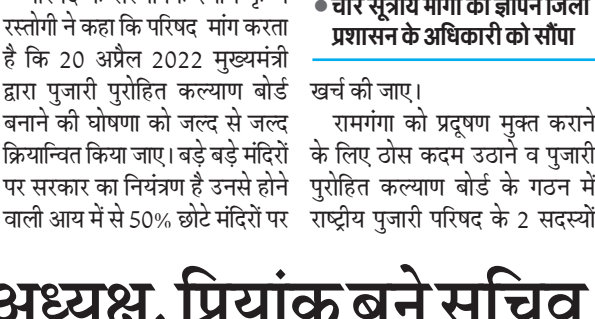 रस्तोगी ने कहा कि परिषद मांग करता
है कि 20 अप्रैल 2022 मुख्यमंत्री
द्वारा पुजारी पुरोहित कल्याण बोर्ड
बनाने की घोषणा को जल्द से जल्द
क्रियान्वित किया जाए। बड़े बड़े मंदिरों
पर सरकार का नियंत्रण है उनसे होने
वाली आय में से 50% छोटे मंदिरों पर
● चार सूत्रीय मांगों का ज्ञापन जिला
प्रशासन के अधिकारी को सौंपा
खर्च की जाए।
रामगंगा को प्रदूषण मुक्त कराने
के लिए ठोस कदम उठाने व पुजारी
पुरोहित कल्याण बोर्ड के गठन में
राष्ट्रीय पुजारी परिषद के 2 सदस्यों
अध्यक्ष, प्रियांक बने सचिव